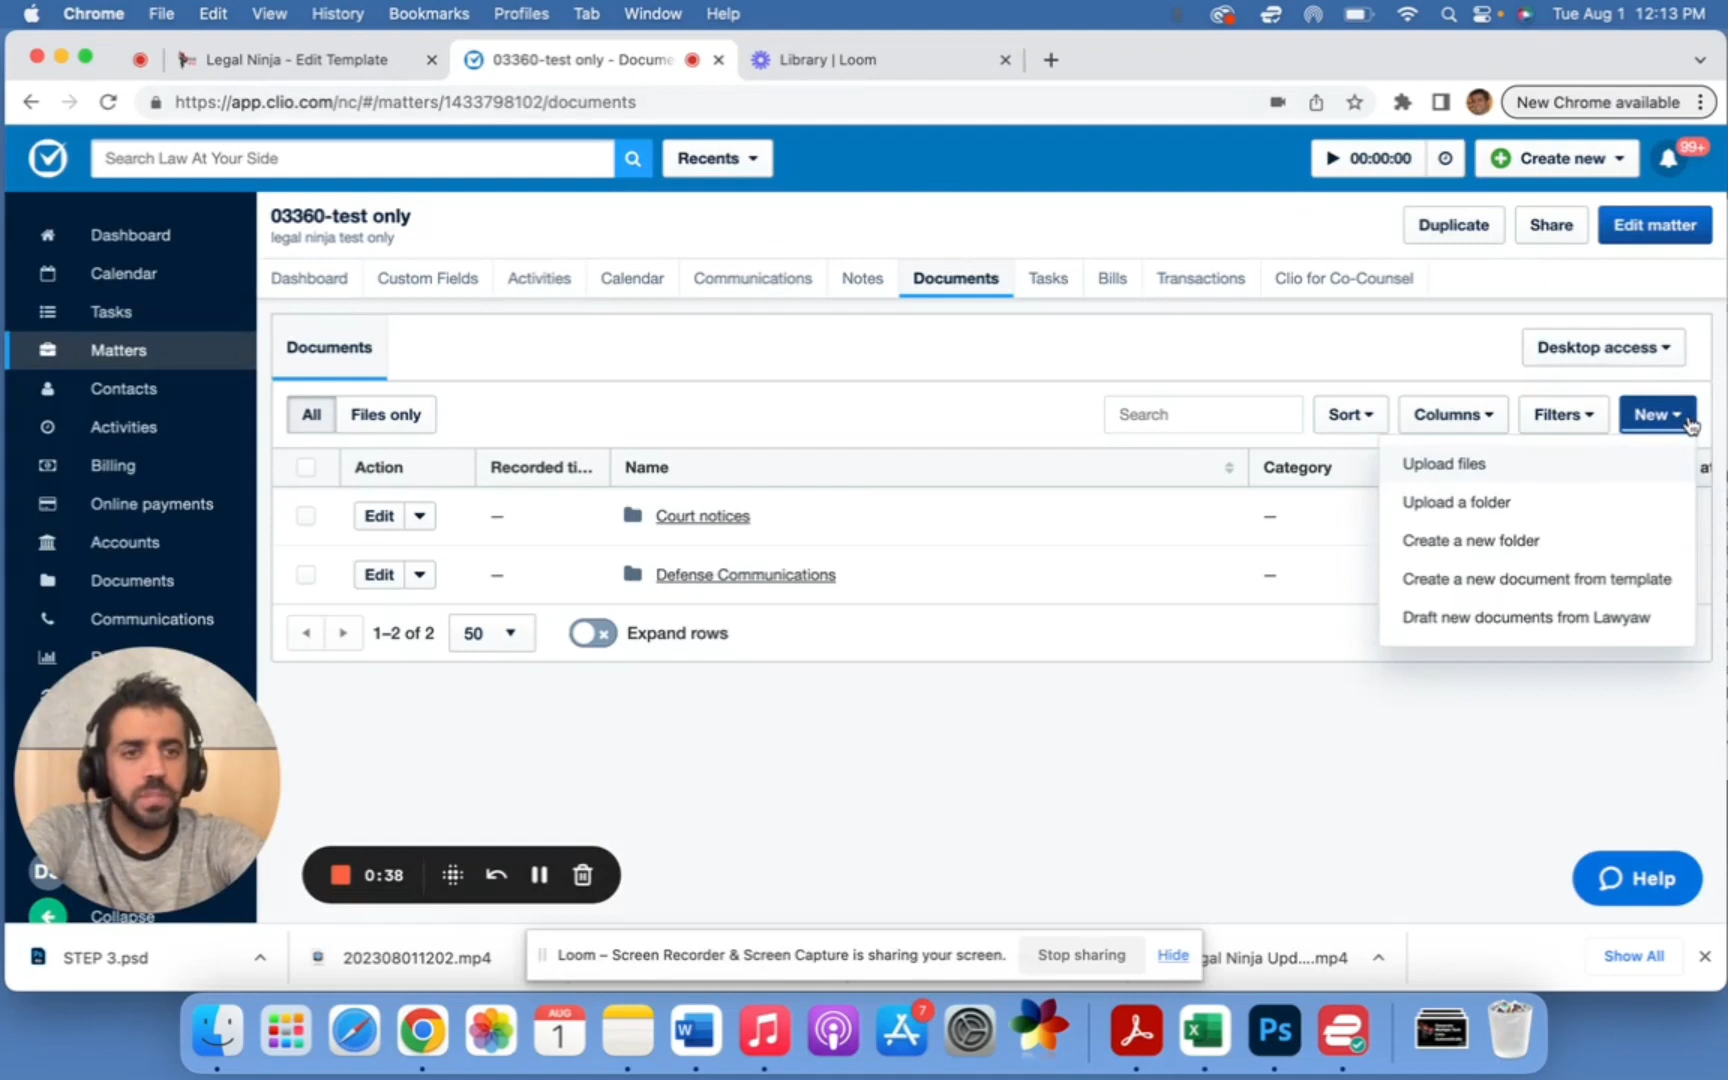 Chrome File Edit View History Bookmarks Profiles Tab Window Help Tue Aug 1 12:13 PM
Legal Ninja - Edit Template
03360-test only - Docume
Library | Loom
https://app.clio.com/nc/#/matters/1433798102/documents
New Chrome available
Search Law At Your Side
Recents
00:00:00
Create new
99+
03360-test only
legal ninja test only
Duplicate
Share
Edit matter
Dashboard
Calendar
Tasks
Matters
Contacts
Activities
Billing
Online payments
Accounts
Documents
Communications
Collapse
Dashboard Custom Fields Activities Calendar Communications Notes Documents Tasks Bills Transactions Clio for Co-Counsel
Documents
Desktop access
All
Files only
Search
Sort
Columns
Filters
New
Action Recorded ti... Name Category
Edit — Court notices —
Edit — Defense Communications —
1–2 of 2
50
Expand rows
Upload files
Upload a folder
Create a new folder
Create a new document from template
Draft new documents from Lawyaw
0:38
Help
STEP 3.psd
202308011202.mp4
Loom – Screen Recorder & Screen Capture is sharing your screen.
Stop sharing
Hide
gal Ninja Upd....mp4
Show All
AUG
1
W
7
X
Ps